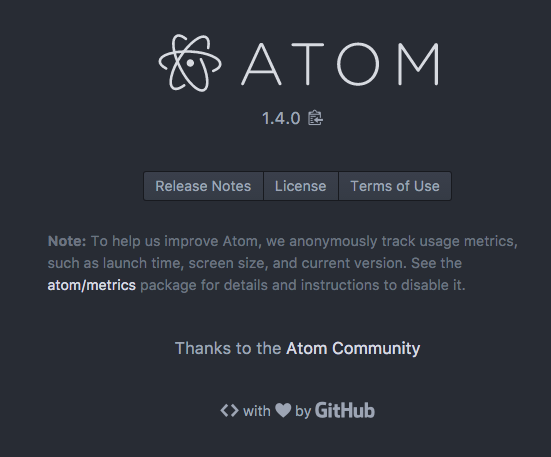 ATOM
1.4.0
Release Notes License Terms of Use
Note: To help us improve Atom, we anonymously track usage metrics,
such as launch time, screen size, and current version. See the
atom/metrics package for details and instructions to disable it.
Thanks to the Atom Community
<> with ♥ by GitHub